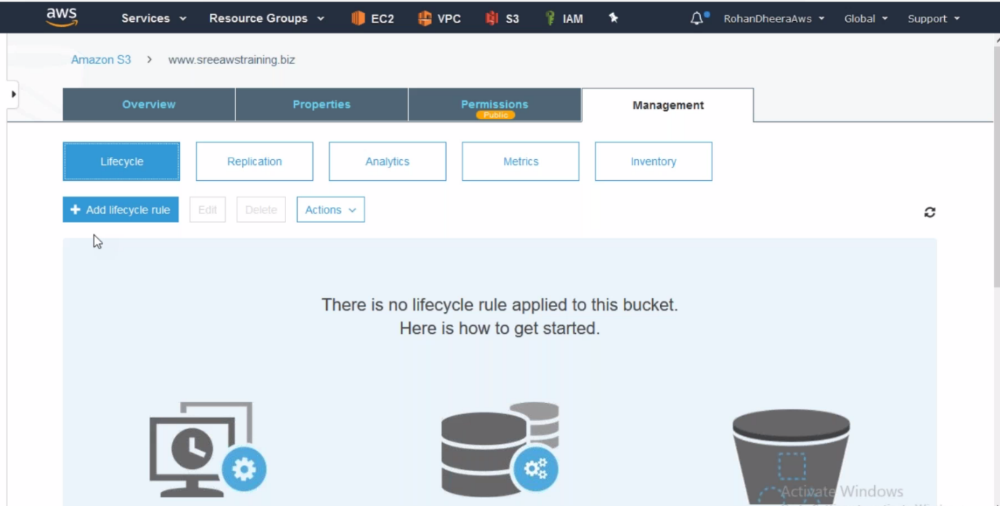 aws Services Resource Groups EC2 VPC S3 IAM RohanDheeraAws Global Support
Amazon S3 > www.sreeawstraining.biz
Overview Properties Permissions Management
Public
Lifecycle Replication Analytics Metrics Inventory
+ Add lifecycle rule Edit Delete Actions
There is no lifecycle rule applied to this bucket.
Here is how to get started.
Activate Windows